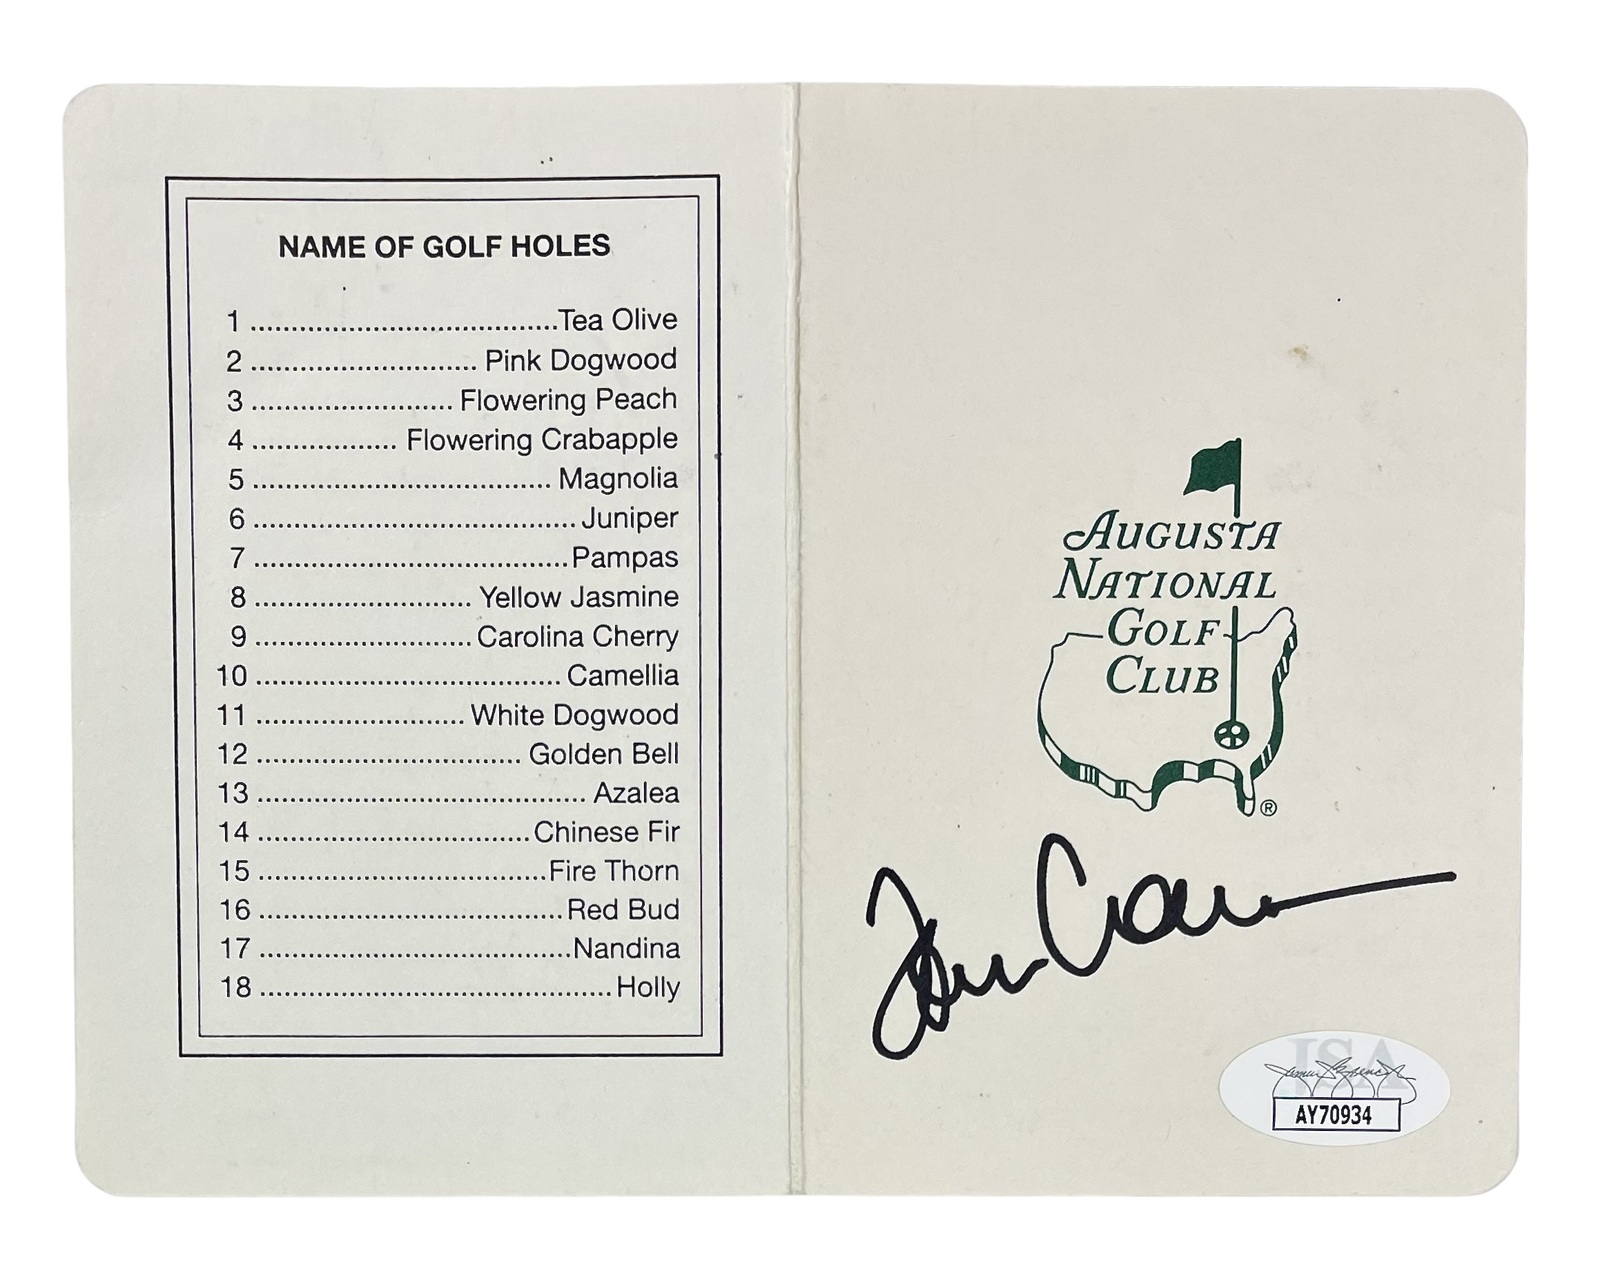 NAME OF GOLF HOLES
1 ..................................... Tea Olive
2 ........................... Pink Dogwood
3 ........................ Flowering Peach
4 ................. Flowering Crabapple
5 .................................... Magnolia
6 ....................................... Juniper
7 ...................................... Pampas
8 .......................... Yellow Jasmine
9 .......................... Carolina Cherry
10 .................................... Camellia
11 ......................... White Dogwood
12 ................................ Golden Bell
13 ....................................... Azalea
14 ................................. Chinese Fir
15 ................................... Fire Thorn
16 ..................................... Red Bud
17 ..................................... Nandina
18 .......................................... Holly
AUGUSTA
NATIONAL
GOLF
CLUB
®
JSA
AY70934